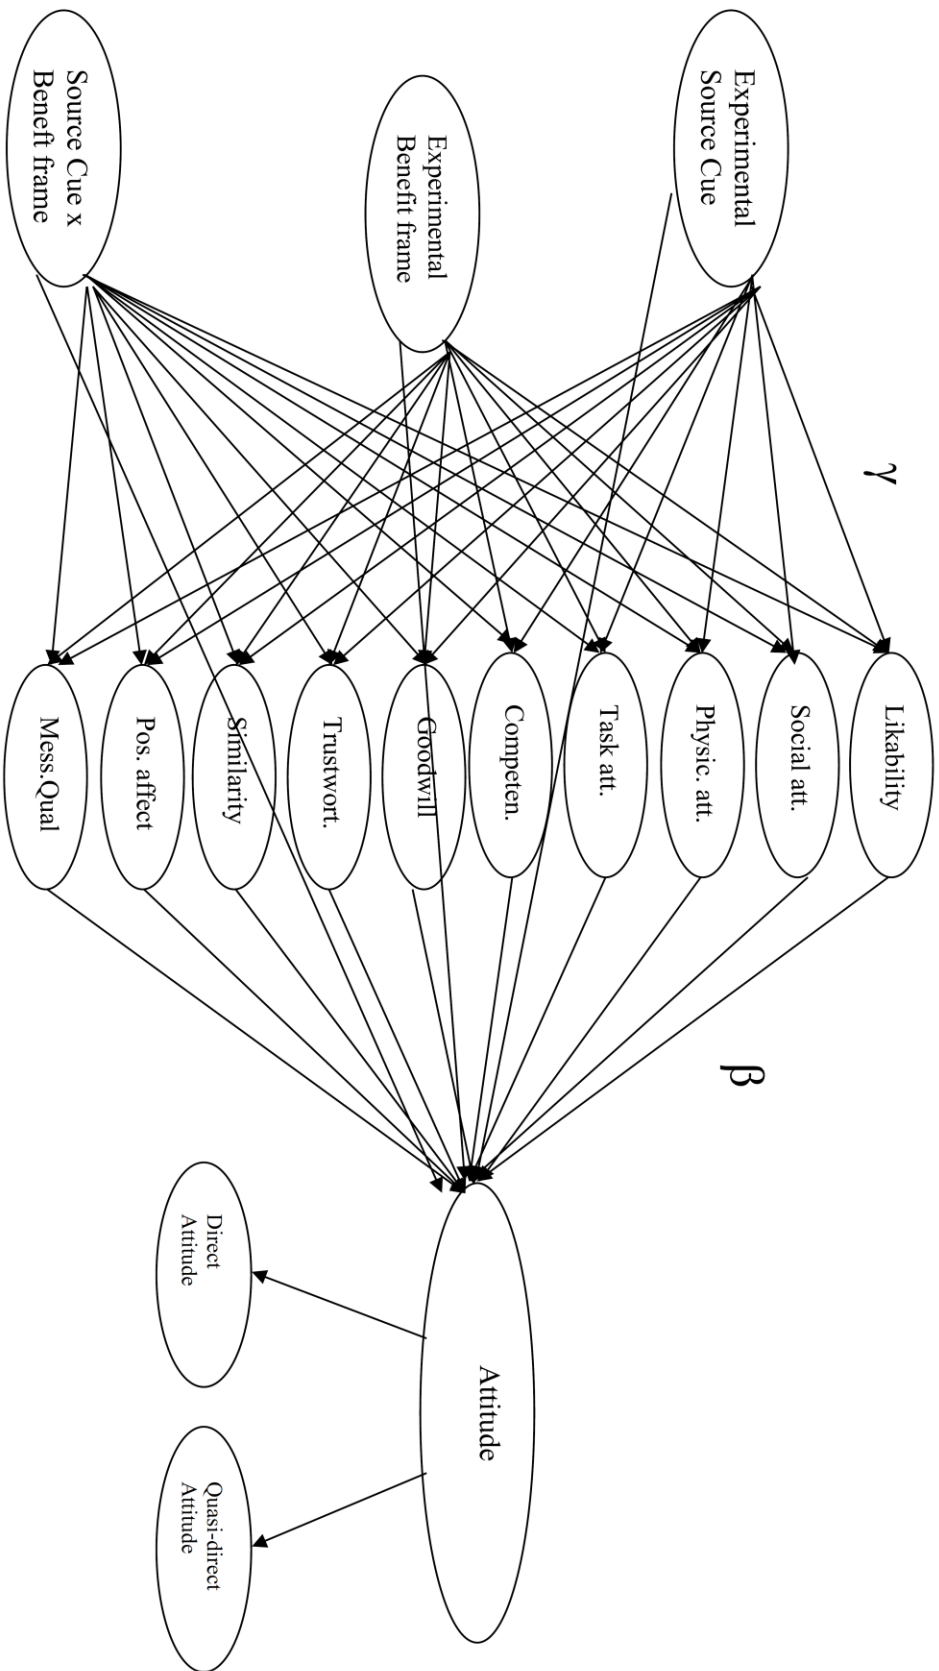 γ
β
Experimental
Source Cue
Experimental
Benefit frame
Source Cue x
Beneft frame
Likability
Social att.
Physic. att.
Task att.
Competen.
Goodwill
Trustwort.
Similarity
Pos. affect
Mess.Qual
Attitude
Direct
Attitude
Quasi-direct
Attitude